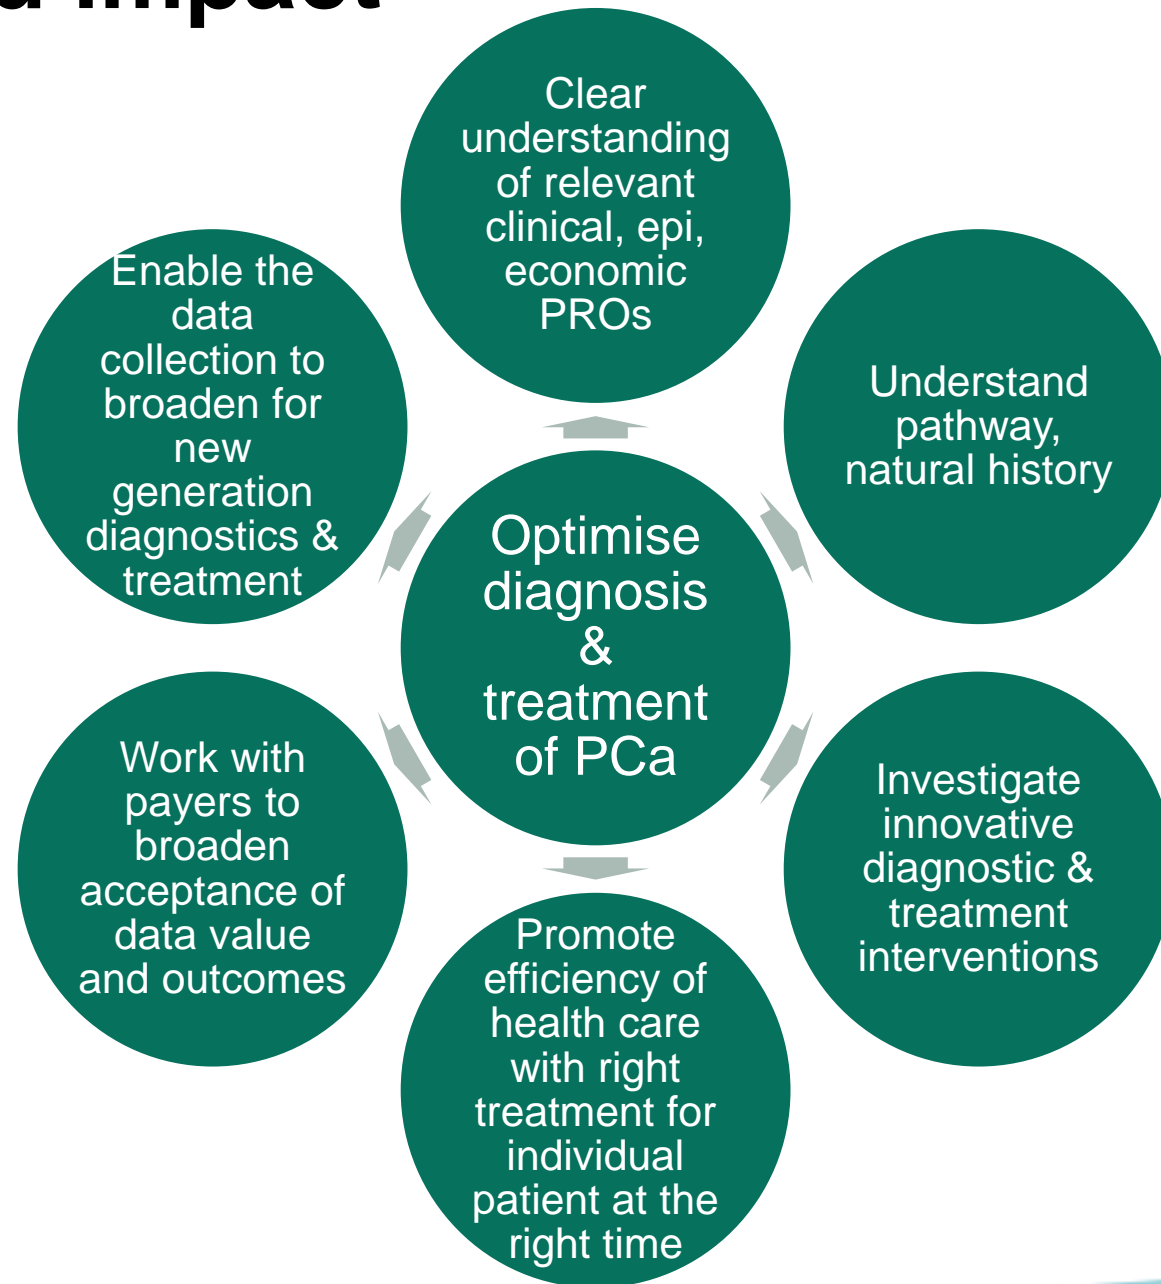 impact
Clear
understanding
of relevant
clinical, epi,
economic
PROs
Understand
pathway,
natural history
Investigate
innovative
diagnostic &
treatment
interventions
Promote
efficiency of
health care
with right
treatment for
individual
patient at the
right time
Work with
payers to
broaden
acceptance of
data value
and outcomes
Enable the
data
collection to
broaden for
new
generation
diagnostics &
treatment
Optimise
diagnosis
&
treatment
of PCa